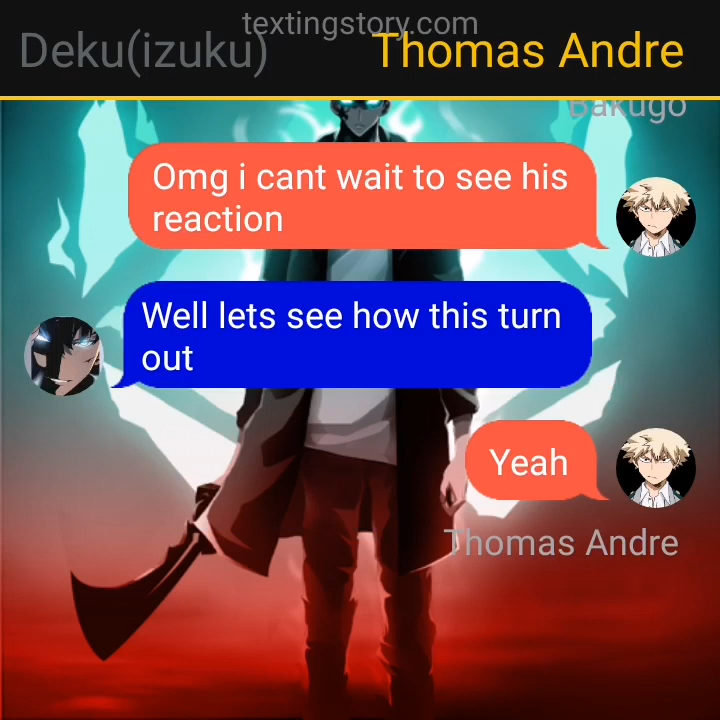 textingstory.com
Deku(izuku)
Thomas Andre
Bakugo
Omg i cant wait to see his
reaction
Well lets see how this turn
out
Yeah
Thomas Andre